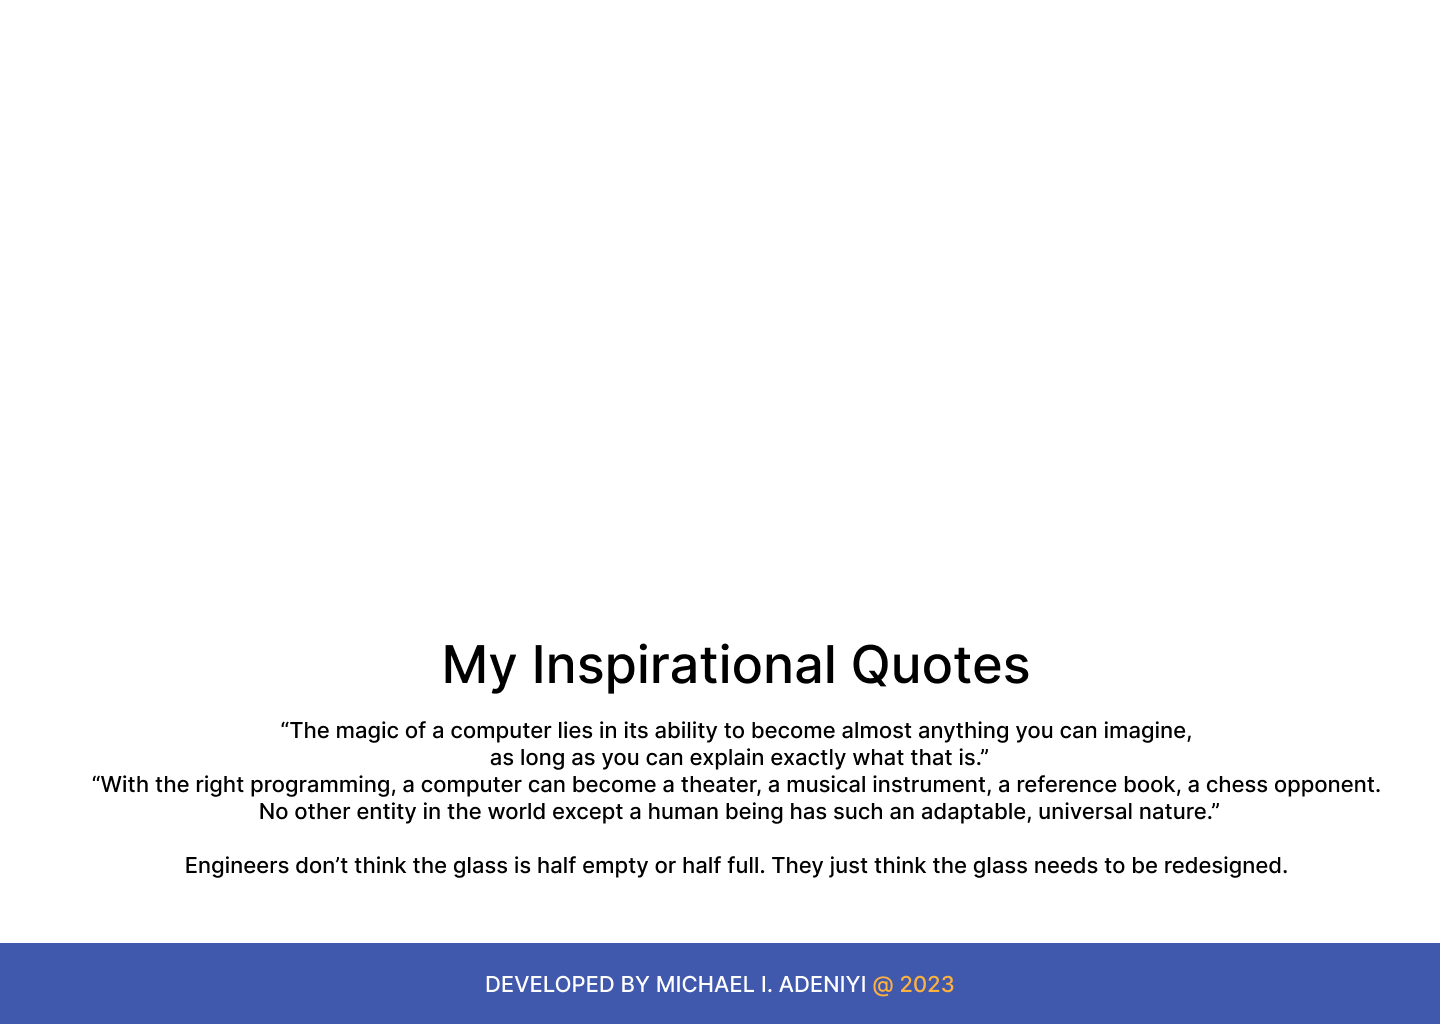 My Inspirational Quotes
“The magic of a computer lies in its ability to become almost anything you can imagine,
as long as you can explain exactly what that is.”
“With the right programming, a computer can become a theater, a musical instrument, a reference book, a chess opponent.
No other entity in the world except a human being has such an adaptable, universal nature.”
Engineers don’t think the glass is half empty or half full. They just think the glass needs to be redesigned.
DEVELOPED BY MICHAEL I. ADENIYI @ 2023